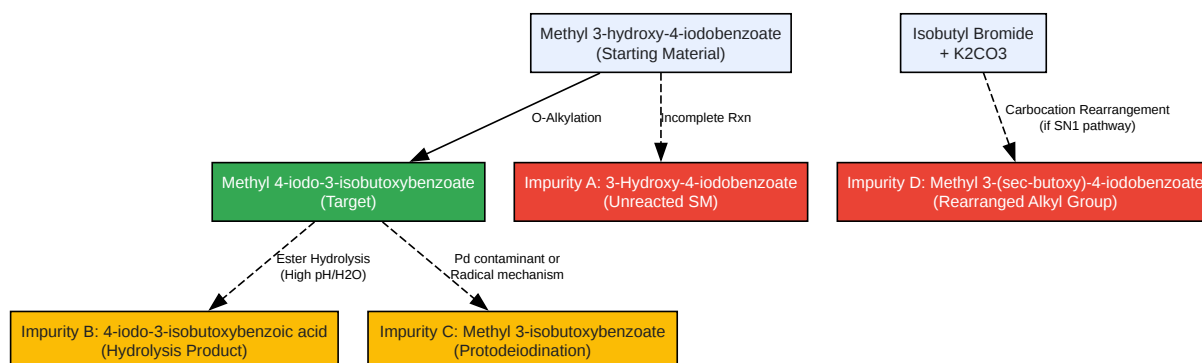 Methyl 3-hydroxy-4-iodobenzoate
(Starting Material)
Isobutyl Bromide
+ K2CO3
O-Alkylation
Incomplete Rxn
Carbocation Rearrangement
(if SN1 pathway)
Methyl 4-iodo-3-isobutoxybenzoate
(Target)
Impurity A: 3-Hydroxy-4-iodobenzoate
(Unreacted SM)
Impurity D: Methyl 3-(sec-butoxy)-4-iodobenzoate
(Rearranged Alkyl Group)
Ester Hydrolysis
(High pH/H2O)
Pd contaminant or
Radical mechanism
Impurity B: 4-iodo-3-isobutoxybenzoic acid
(Hydrolysis Product)
Impurity C: Methyl 3-isobutoxybenzoate
(Protodeiodination)